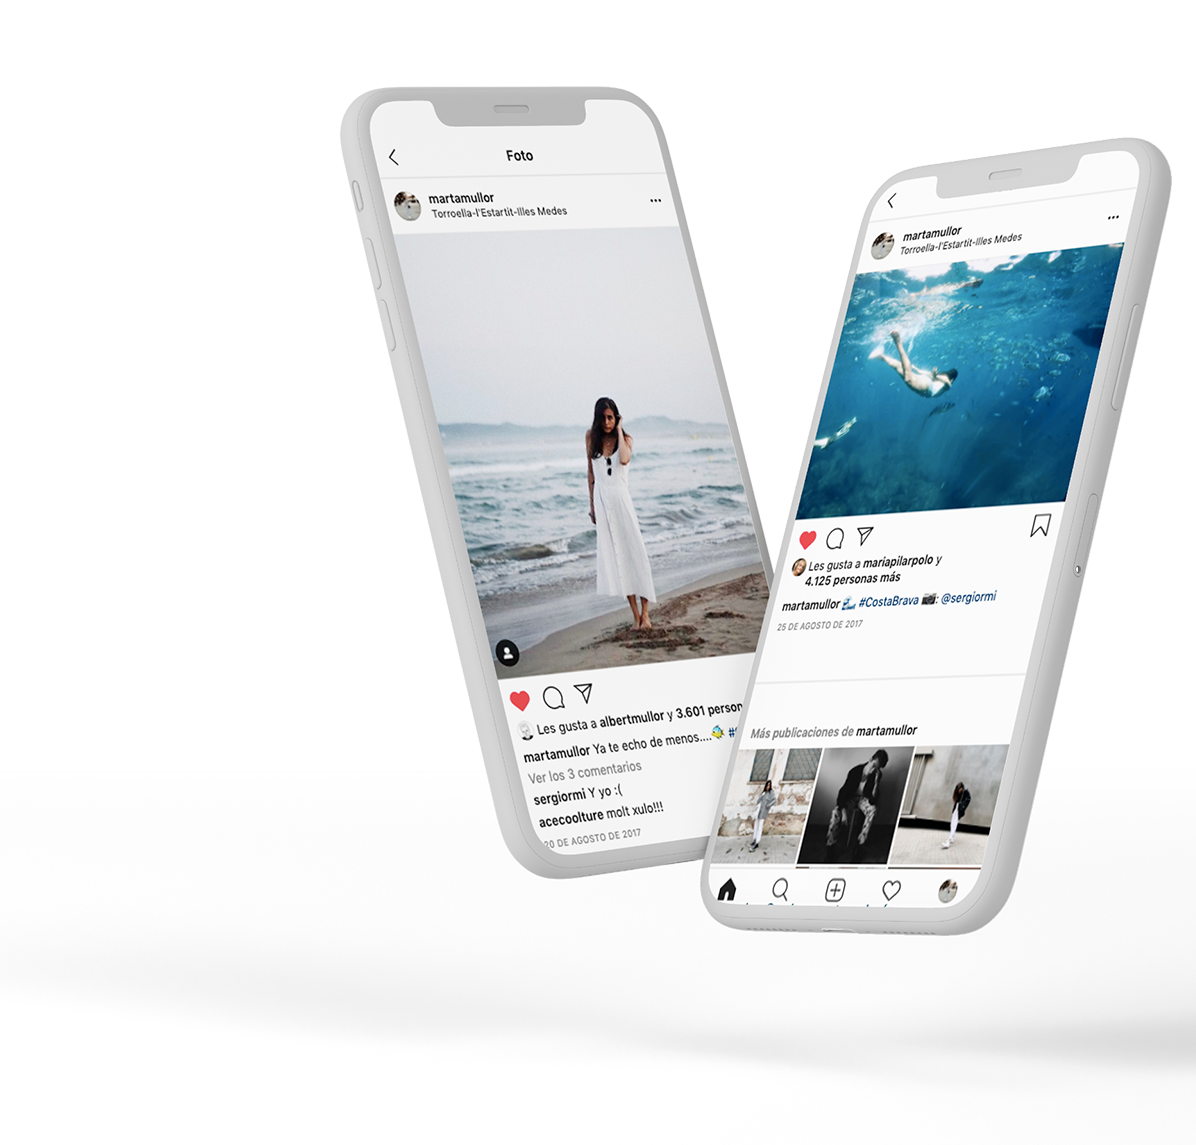 Foto
martamullor
Torroella-l'Estartit-Illes Medes
Les gusta a albertmullor y 3.601 person
martamullor Ya te echo de menos....🐠 #
Ver los 3 comentarios
sergiormi Y yo :(
acecoolture molt xulo!!!
20 DE AGOSTO DE 2017
martamullor
Torroella-l'Estartit-Illes Medes
Les gusta a mariapilarpolo y
4.125 personas más
martamullor 🌊 #CostaBrava 📷: @sergiormi
25 DE AGOSTO DE 2017
Más publicaciones de martamullor